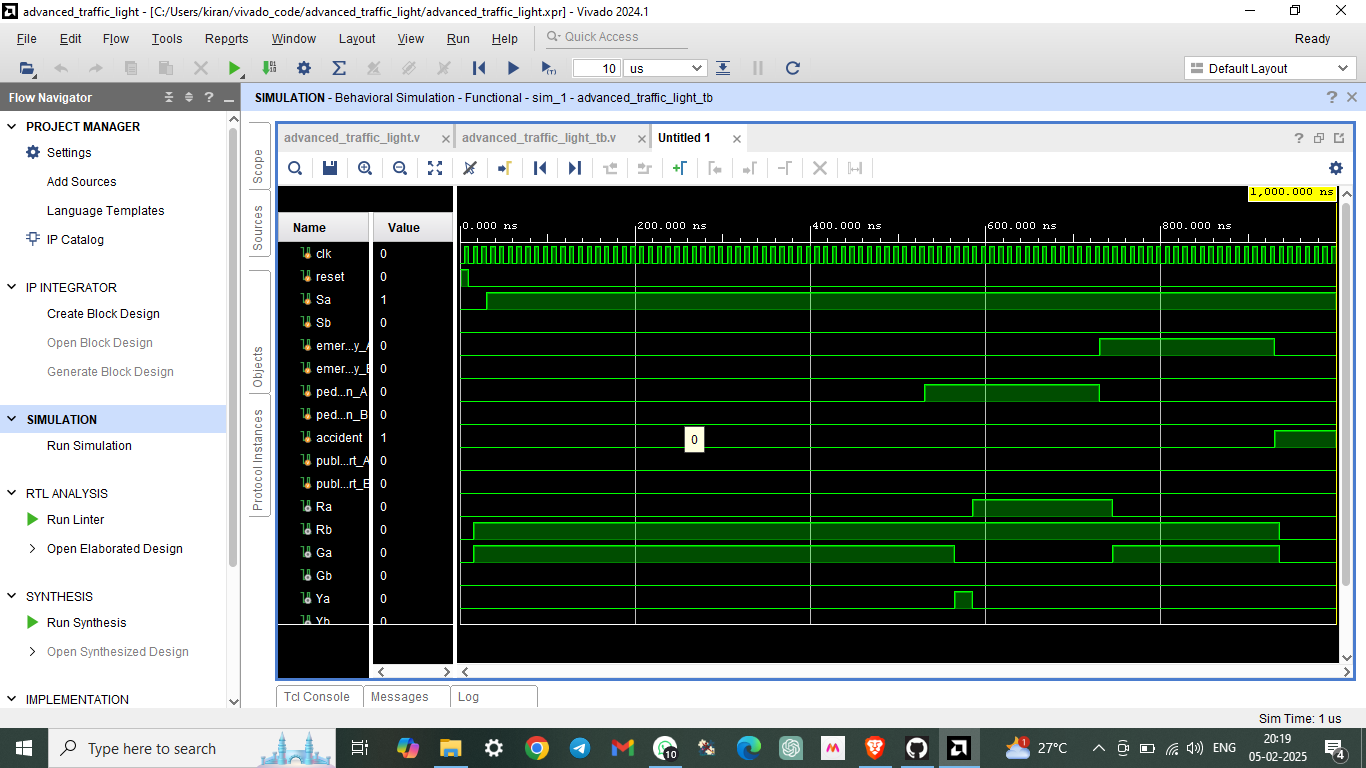 advanced_traffic_light - [C:/Users/kiran/vivado_code/advanced_traffic_light/advanced_traffic_light.xpr] - Vivado 2024.1
File Edit Flow Tools Reports Window Layout View Run Help Quick Access Ready
10 us Default Layout
Flow Navigator
SIMULATION - Behavioral Simulation - Functional - sim_1 - advanced_traffic_light_tb
PROJECT MANAGER
Settings
Add Sources
Language Templates
IP Catalog
IP INTEGRATOR
Create Block Design
Open Block Design
Generate Block Design
SIMULATION
Run Simulation
RTL ANALYSIS
Run Linter
Open Elaborated Design
SYNTHESIS
Run Synthesis
Open Synthesized Design
IMPLEMENTATION
Scope
Sources
Objects
Protocol Instances
advanced_traffic_light.v advanced_traffic_light_tb.v Untitled 1
1,000.000 ns
Name Value
0.000 ns 200.000 ns 400.000 ns 600.000 ns 800.000 ns
clk 0
reset 0
Sa 1
Sb 0
emer...y_A 0
emer...y_E 0
ped...n_A 0
ped...n_B 0
accident 1
0
publ...rt_A 0
publ...rt_E 0
Ra 0
Rb 0
Ga 0
Gb 0
Ya 0
Yb 0
Tcl Console Messages Log
Sim Time: 1 us
Type here to search
10
27°C
ENG
20:19
05-02-2025
4